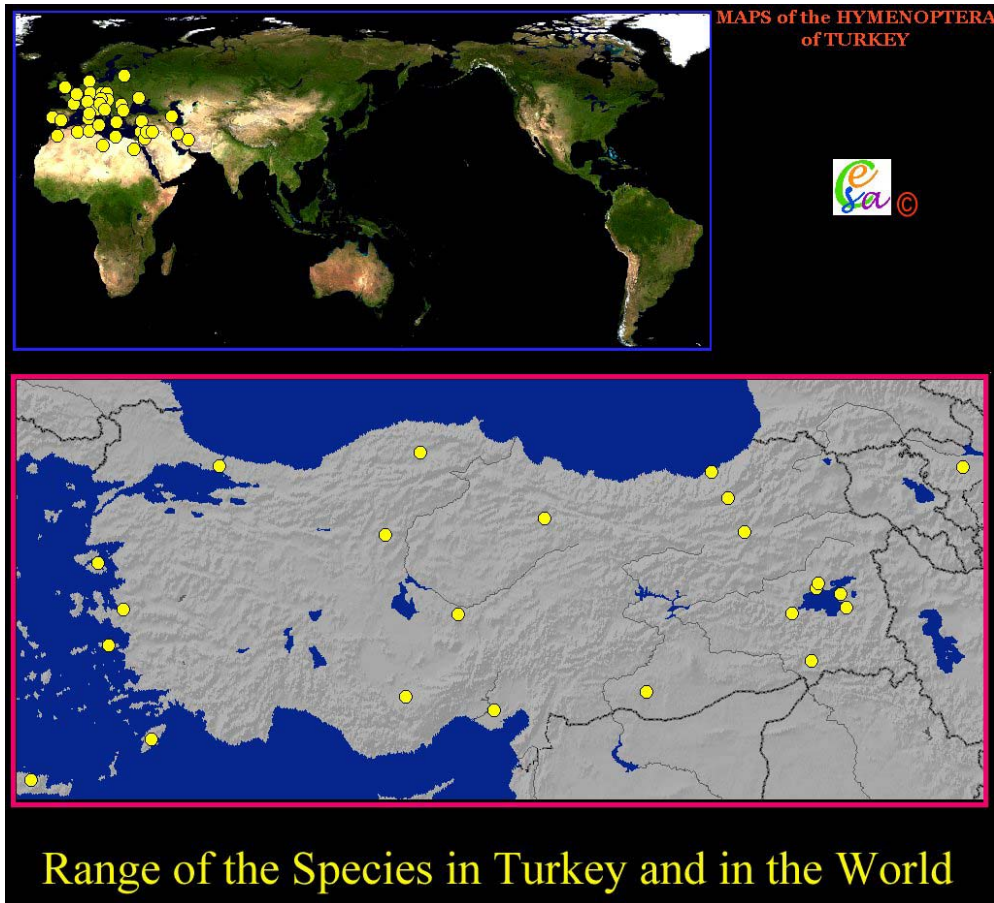 MAPS of the HYMENOPTERA
of TURKEY
esa
©
Range of the Species in Turkey and in the World